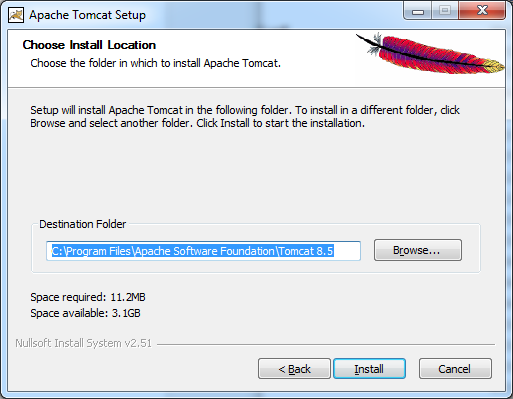 Apache Tomcat Setup
Choose Install Location
Choose the folder in which to install Apache Tomcat.
Setup will install Apache Tomcat in the following folder. To install in a different folder, click
Browse and select another folder. Click Install to start the installation.
Destination Folder
C:\Program Files\Apache Software Foundation\Tomcat 8.5
Browse...
Space required: 11.2MB
Space available: 3.1GB
Nullsoft Install System v2.51
< Back
Install
Cancel